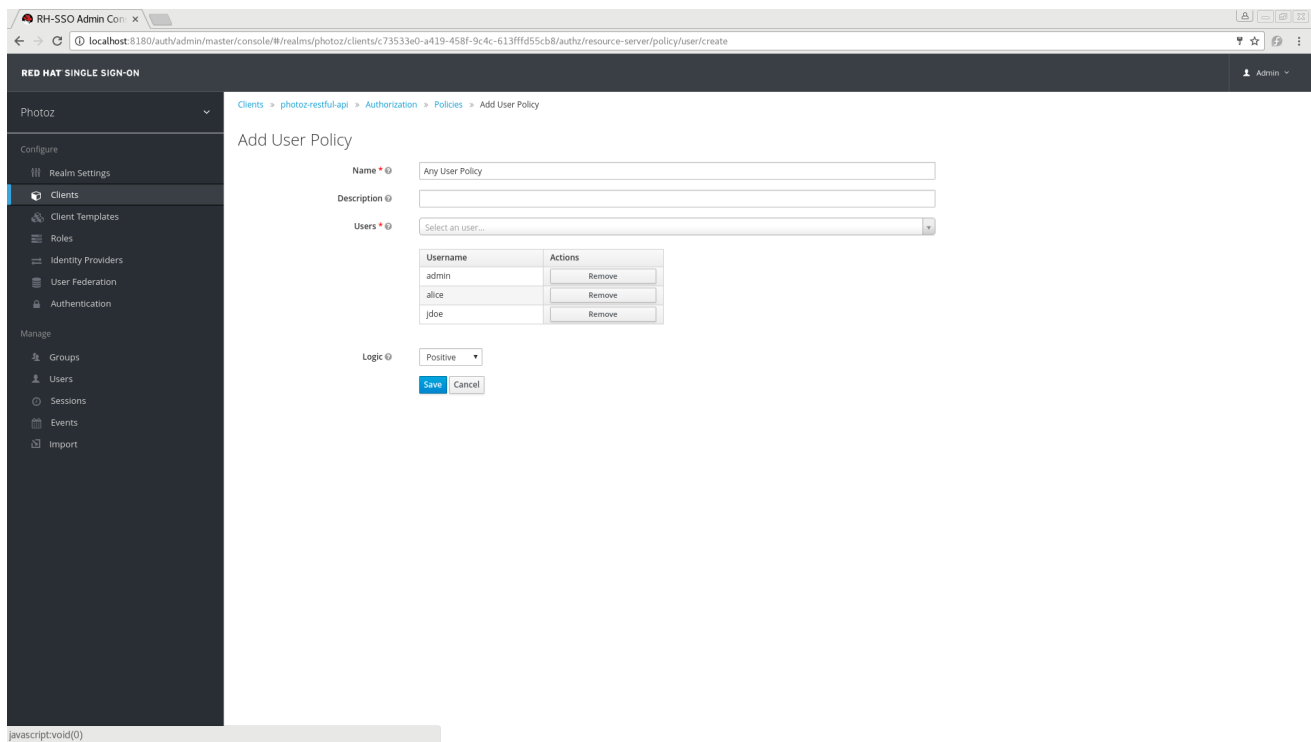 RH-SSO Admin Con
localhost:8180/auth/admin/master/console/#/realms/photoz/clients/c73533e0-a419-458f-9c4c-613fffd55cb8/authz/resource-server/policy/user/create
RED HAT SINGLE SIGN-ON
Admin
Photoz
Clients » photoz-restful-api » Authorization » Policies » Add User Policy
Add User Policy
Configure
Realm Settings
Clients
Client Templates
Roles
Identity Providers
User Federation
Authentication
Manage
Groups
Users
Sessions
Events
Import
Name * Any User Policy
Description
Users * Select an user...
Username Actions
admin Remove
alice Remove
jdoe Remove
Logic Positive
Save Cancel
javascript:void(0)